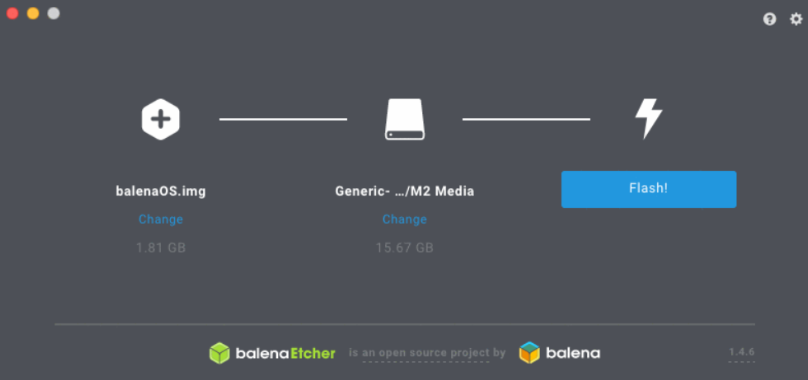 balenaOS.img
Change
1.81 GB
Generic- .../M2 Media
Change
15.67 GB
Flash!
balenaEtcher is an open source project by balena
1.4.6